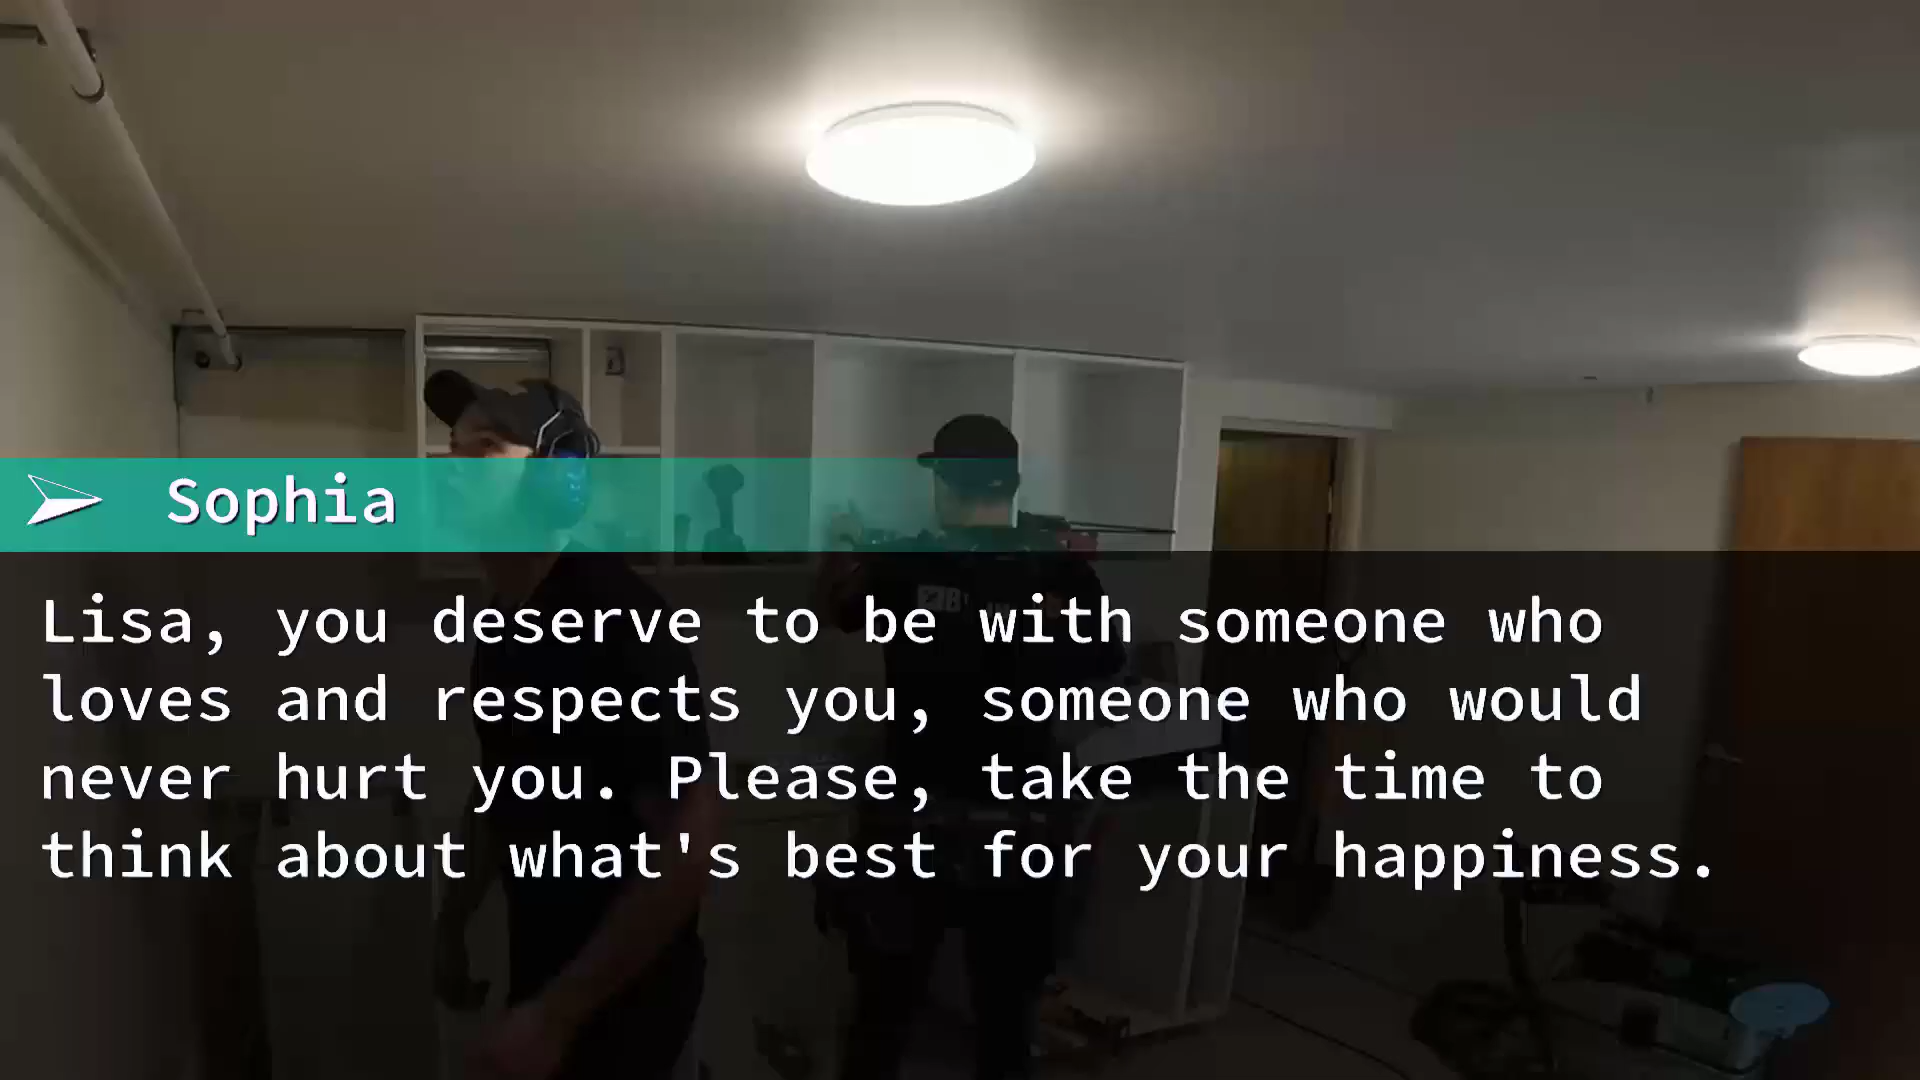 Sophia
Lisa, you deserve to be with someone who
loves and respects you, someone who would
never hurt you. Please, take the time to
think about what's best for your happiness.